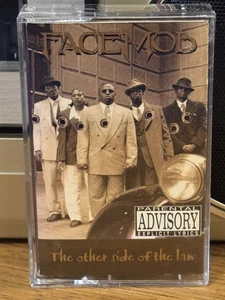 FACEMOB
PARENTAL
ADVISORY
EXPLICIT LYRICS
The other side of the law